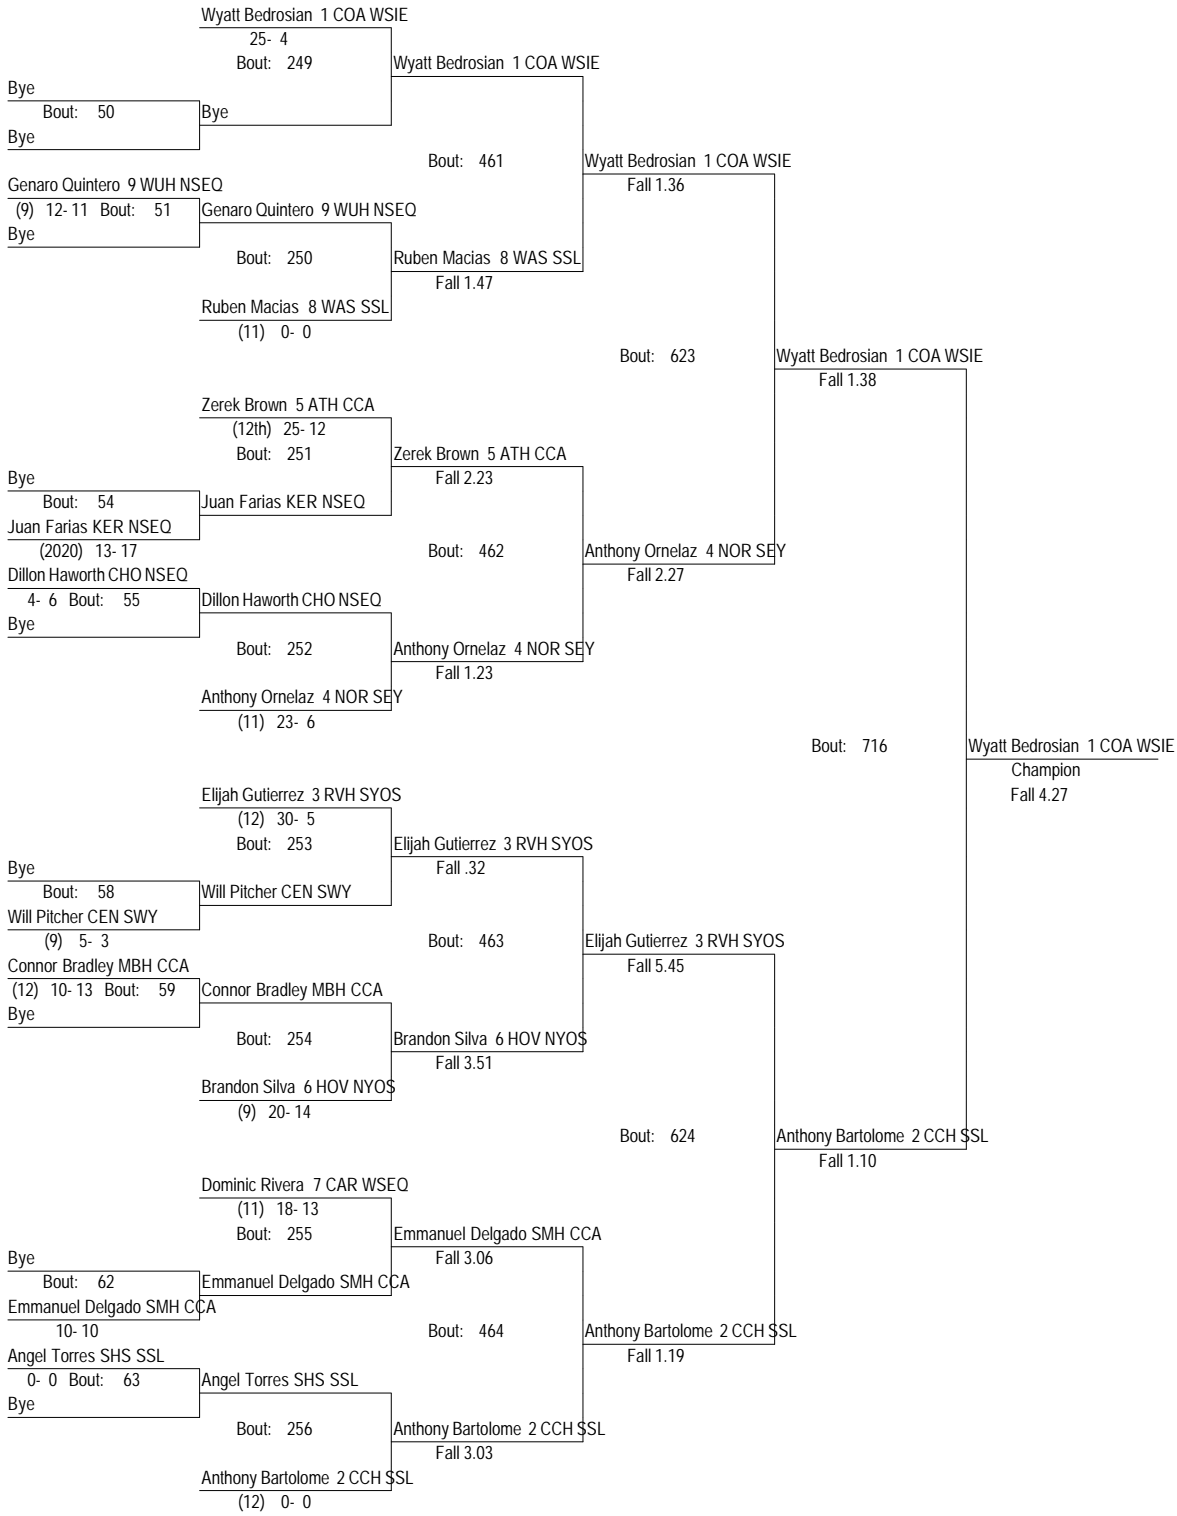 Wyatt Bedrosian 1 COA WSIE
25- 4
Bout: 249
Wyatt Bedrosian 1 COA WSIE
Bye
Bout: 50
Bye
Bye
Bout: 461
Wyatt Bedrosian 1 COA WSIE
Fall 1.36
Genaro Quintero 9 WUH NSEQ
(9) 12- 11 Bout: 51
Genaro Quintero 9 WUH NSEQ
Bye
Bout: 250
Ruben Macias 8 WAS SSL
Fall 1.47
Ruben Macias 8 WAS SSL
(11) 0- 0
Bout: 623
Wyatt Bedrosian 1 COA WSIE
Fall 1.38
Zerek Brown 5 ATH CCA
(12th) 25- 12
Bout: 251
Zerek Brown 5 ATH CCA
Fall 2.23
Bye
Bout: 54
Juan Farias KER NSEQ
Juan Farias KER NSEQ
(2020) 13- 17
Bout: 462
Anthony Ornelaz 4 NOR SEY
Fall 2.27
Dillon Haworth CHO NSEQ
4- 6 Bout: 55
Dillon Haworth CHO NSEQ
Bye
Bout: 252
Anthony Ornelaz 4 NOR SEY
Fall 1.23
Anthony Ornelaz 4 NOR SEY
(11) 23- 6
Bout: 716
Wyatt Bedrosian 1 COA WSIE
Champion
Fall 4.27
Elijah Gutierrez 3 RVH SYOS
(12) 30- 5
Bout: 253
Elijah Gutierrez 3 RVH SYOS
Fall .32
Bye
Bout: 58
Will Pitcher CEN SWY
Will Pitcher CEN SWY
(9) 5- 3
Bout: 463
Elijah Gutierrez 3 RVH SYOS
Fall 5.45
Connor Bradley MBH CCA
(12) 10- 13 Bout: 59
Connor Bradley MBH CCA
Bye
Bout: 254
Brandon Silva 6 HOV NYOS
Fall 3.51
Brandon Silva 6 HOV NYOS
(9) 20- 14
Bout: 624
Anthony Bartolome 2 CCH SSL
Fall 1.10
Dominic Rivera 7 CAR WSEQ
(11) 18- 13
Bout: 255
Emmanuel Delgado SMH CCA
Fall 3.06
Bye
Bout: 62
Emmanuel Delgado SMH CCA
Emmanuel Delgado SMH CCA
10- 10
Bout: 464
Anthony Bartolome 2 CCH SSL
Fall 1.19
Angel Torres SHS SSL
0- 0 Bout: 63
Angel Torres SHS SSL
Bye
Bout: 256
Anthony Bartolome 2 CCH SSL
Fall 3.03
Anthony Bartolome 2 CCH SSL
(12) 0- 0